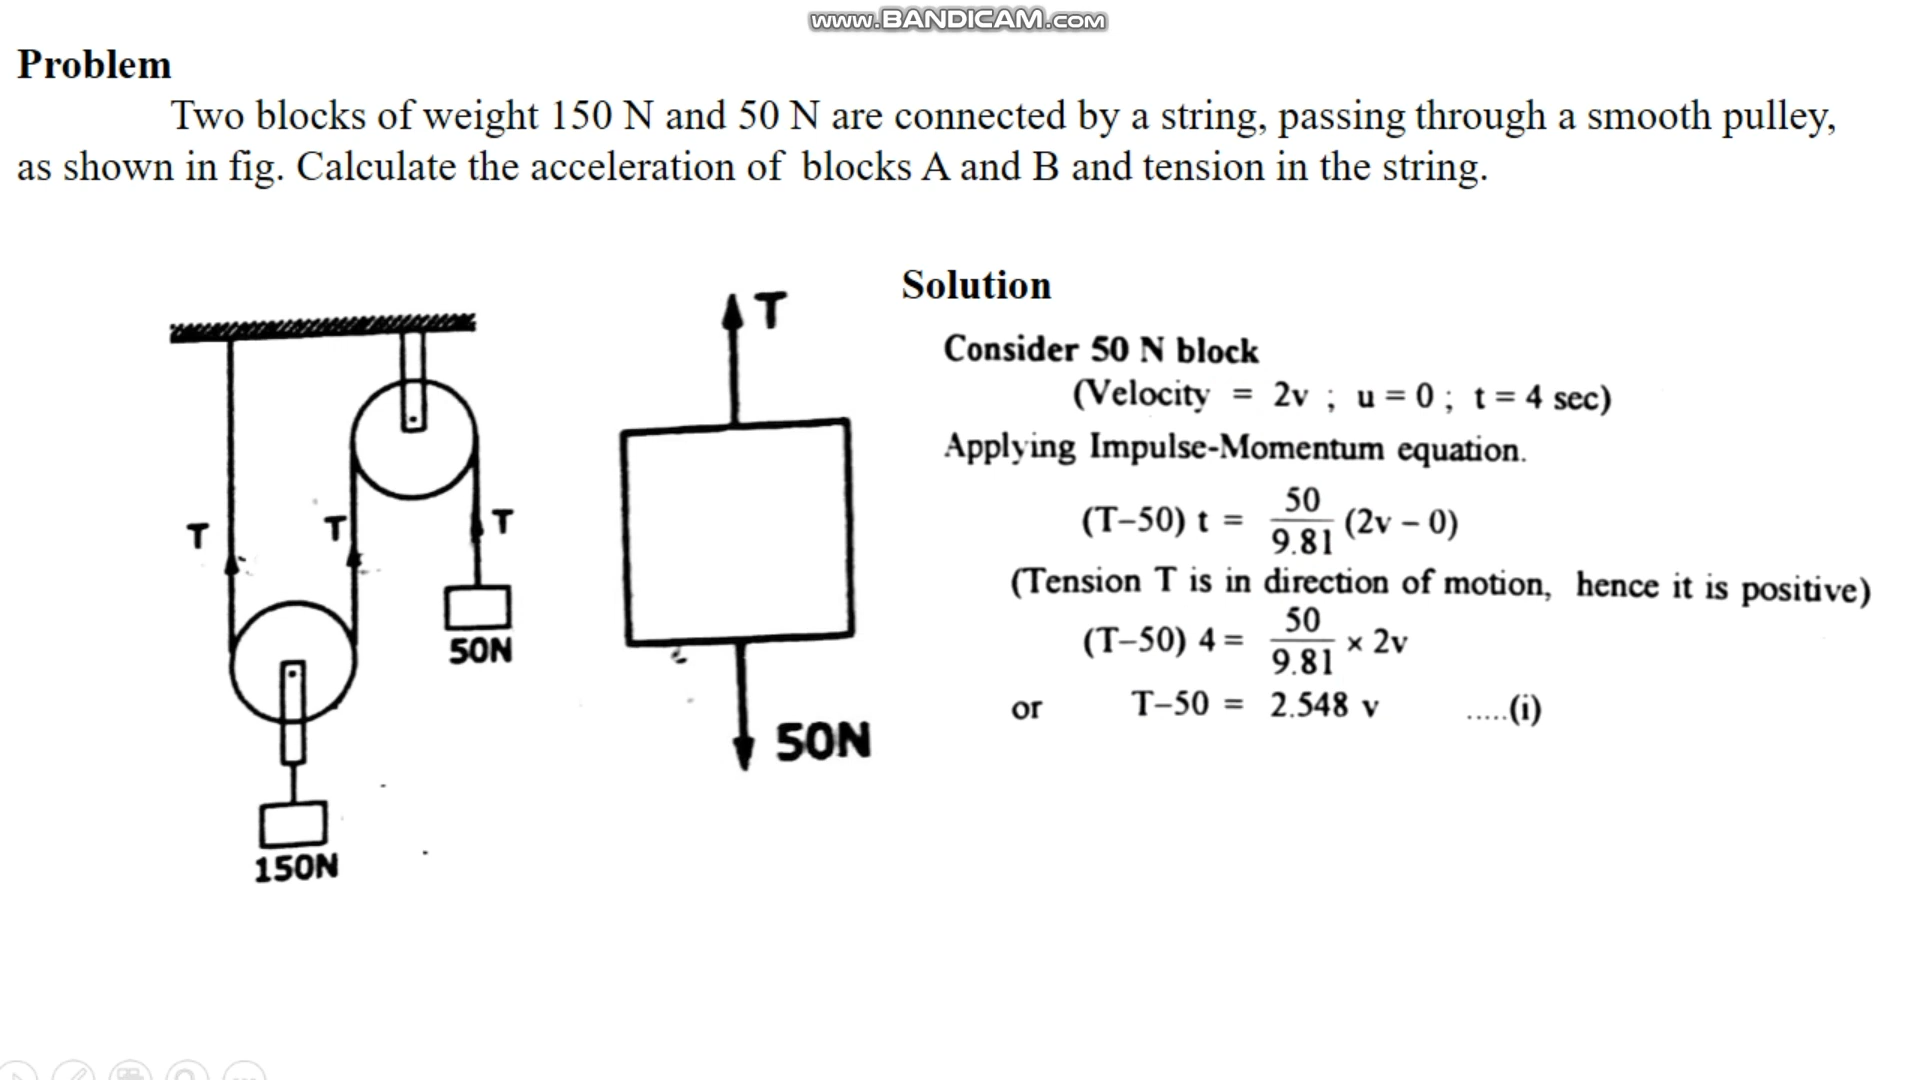 www.BANDICAM.com
Problem
Two blocks of weight 150 N and 50 N are connected by a string, passing through a smooth pulley,
as shown in fig. Calculate the acceleration of blocks A and B and tension in the string.
T
T
T
50N
150N
T
50N
Solution
Consider 50 N block
(Velocity = 2v ; u = 0 ; t = 4 sec)
Applying Impulse-Momentum equation.
(T–50) t = 50/9.81 (2v – 0)
(Tension T is in direction of motion, hence it is positive)
(T–50) 4 = 50/9.81 × 2v
or T–50 = 2.548 v .....(i)